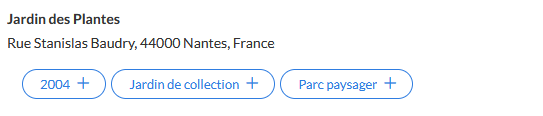 Jardin des Plantes
Rue Stanislas Baudry, 44000 Nantes, France
2004 + Jardin de collection + Parc paysager +